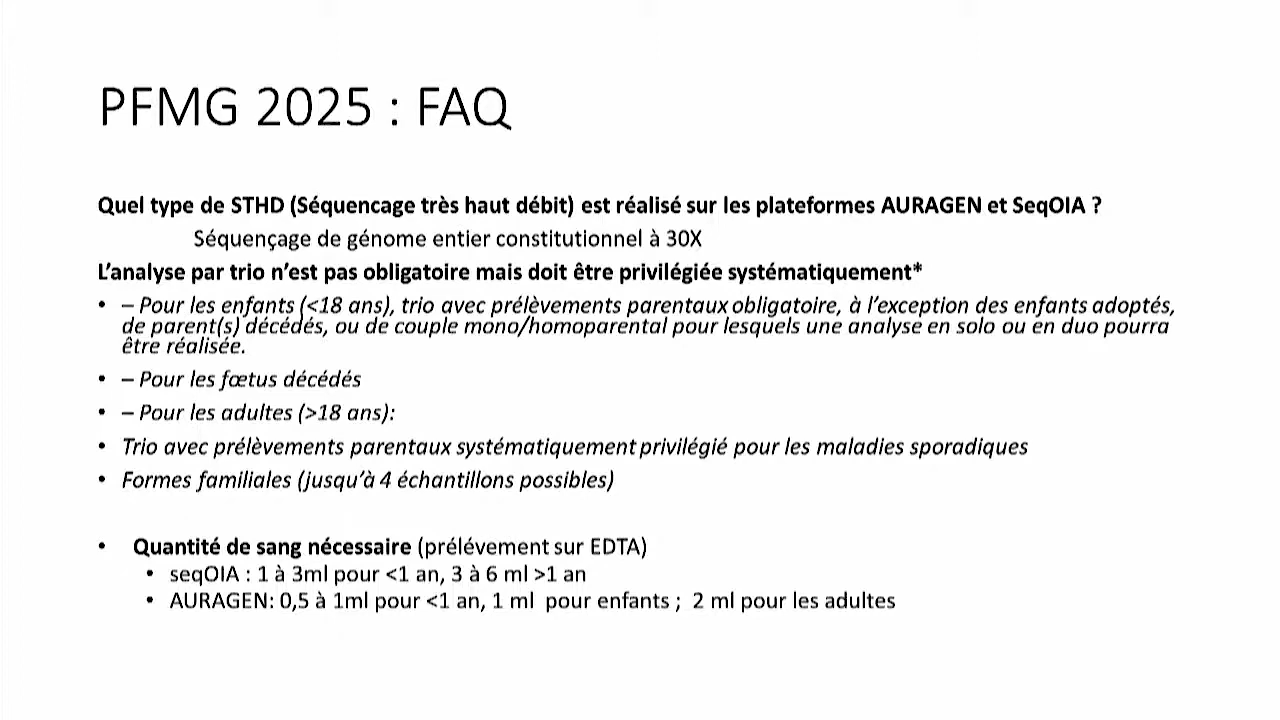 PFMG 2025 : FAQ
Quel type de STHD (Séquencage très haut débit) est réalisé sur les plateformes AURAGEN et SeqOIA ?
Séquençage de génome entier constitutionnel à 30X
L’analyse par trio n’est pas obligatoire mais doit être privilégiée systématiquement*
• – Pour les enfants (<18 ans), trio avec prélèvements parentaux obligatoire, à l’exception des enfants adoptés,
de parent(s) décédés, ou de couple mono/homoparental pour lesquels une analyse en solo ou en duo pourra
être réalisée.
• – Pour les fœtus décédés
• – Pour les adultes (>18 ans):
• Trio avec prélèvements parentaux systématiquement privilégié pour les maladies sporadiques
• Formes familiales (jusqu’à 4 échantillons possibles)
• Quantité de sang nécessaire (prélévement sur EDTA)
• seqOIA : 1 à 3ml pour <1 an, 3 à 6 ml >1 an
• AURAGEN: 0,5 à 1ml pour <1 an, 1 ml pour enfants ; 2 ml pour les adultes